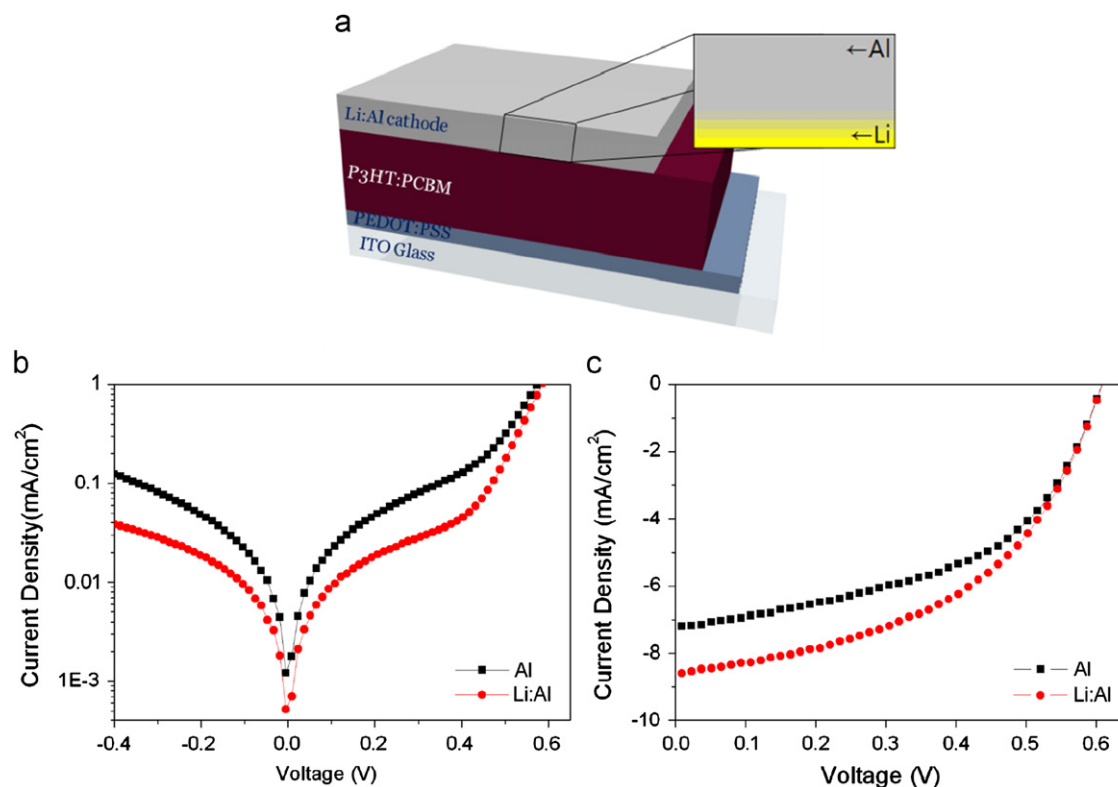 a
←Al
←Li
Li:Al cathode
P3HT:PCBM
PEDOT:PSS
ITO Glass
b
1
0.1
0.01
1E-3
Current Density(mA/cm²)
Al
Li:Al
-0.4 -0.2 0.0 0.2 0.4 0.6
Voltage (V)
c
0
-2
-4
-6
-8
-10
Current Density (mA/cm²)
Al
Li:Al
0.0 0.1 0.2 0.3 0.4 0.5 0.6
Voltage (V)